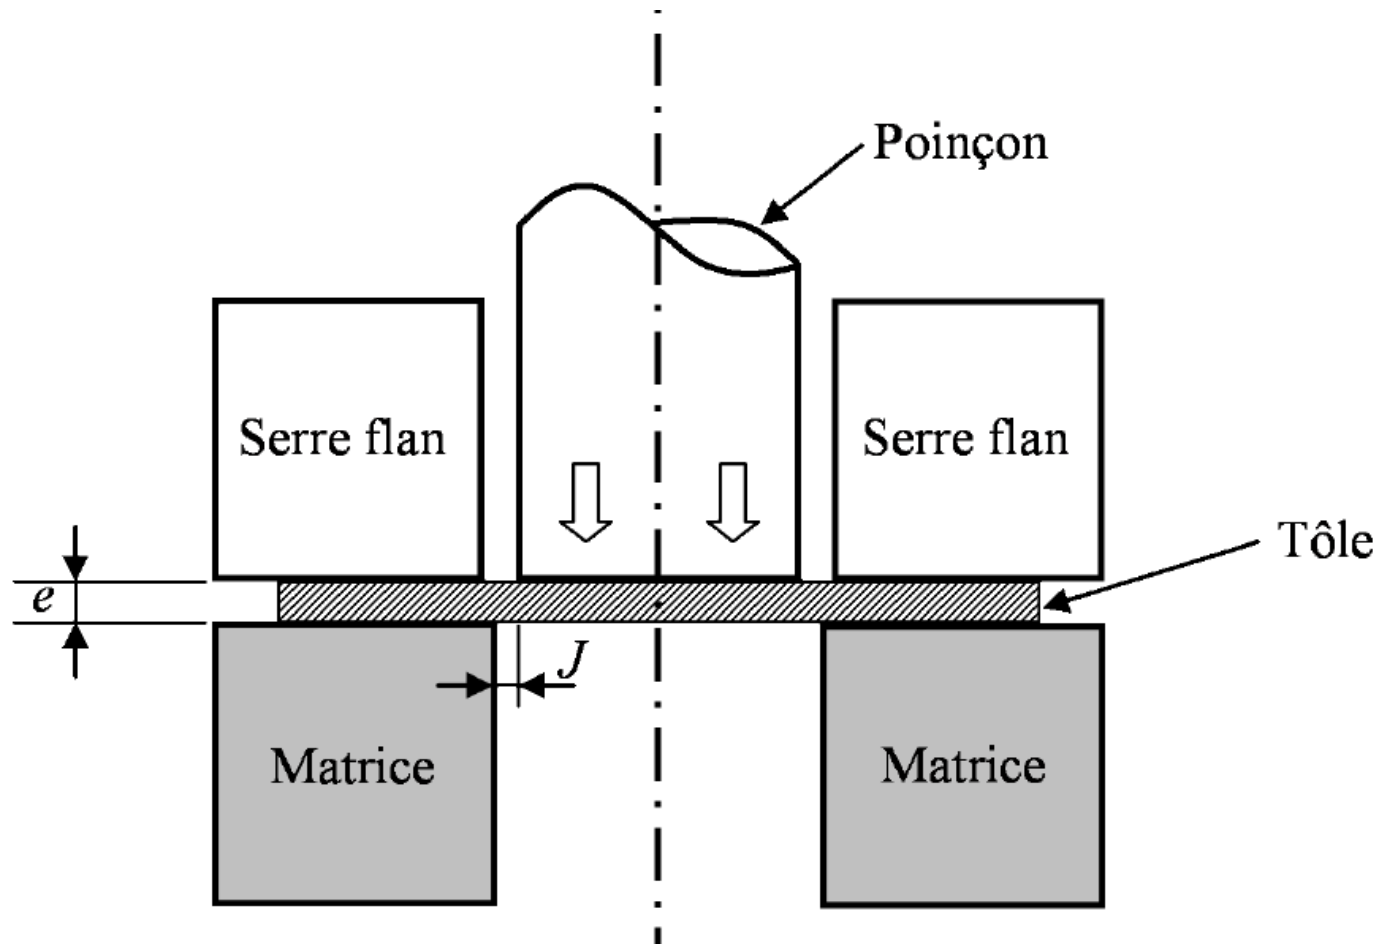 Poinçon
Serre flan
Serre flan
Tôle
e
J
Matrice
Matrice